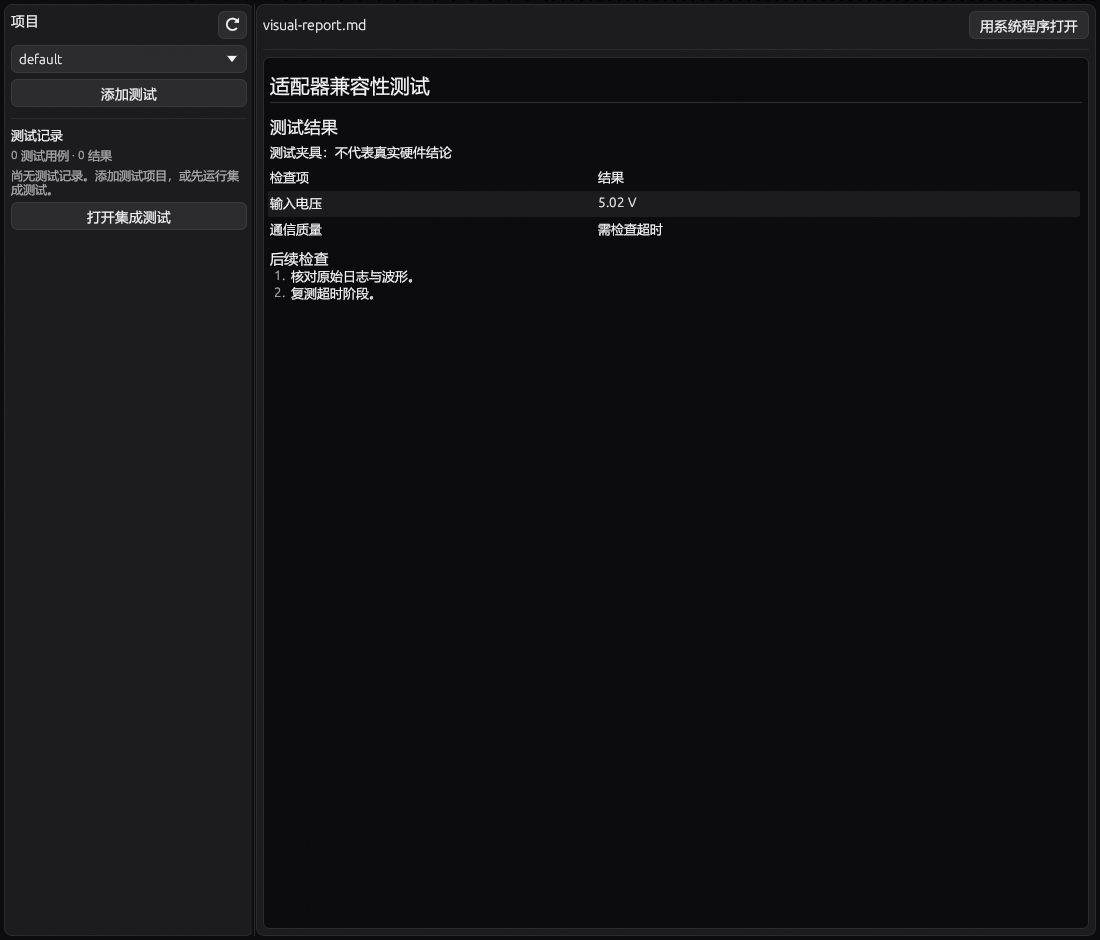 项目
default
添加测试
测试记录
0 测试用例 · 0 结果
尚无测试记录。添加测试项目，或先运行集
成测试。
打开集成测试
visual-report.md
用系统程序打开
适配器兼容性测试
测试结果
测试夹具：不代表真实硬件结论
检查项 结果
输入电压 5.02 V
通信质量 需检查超时
后续检查
1. 核对原始日志与波形。
2. 复测超时阶段。